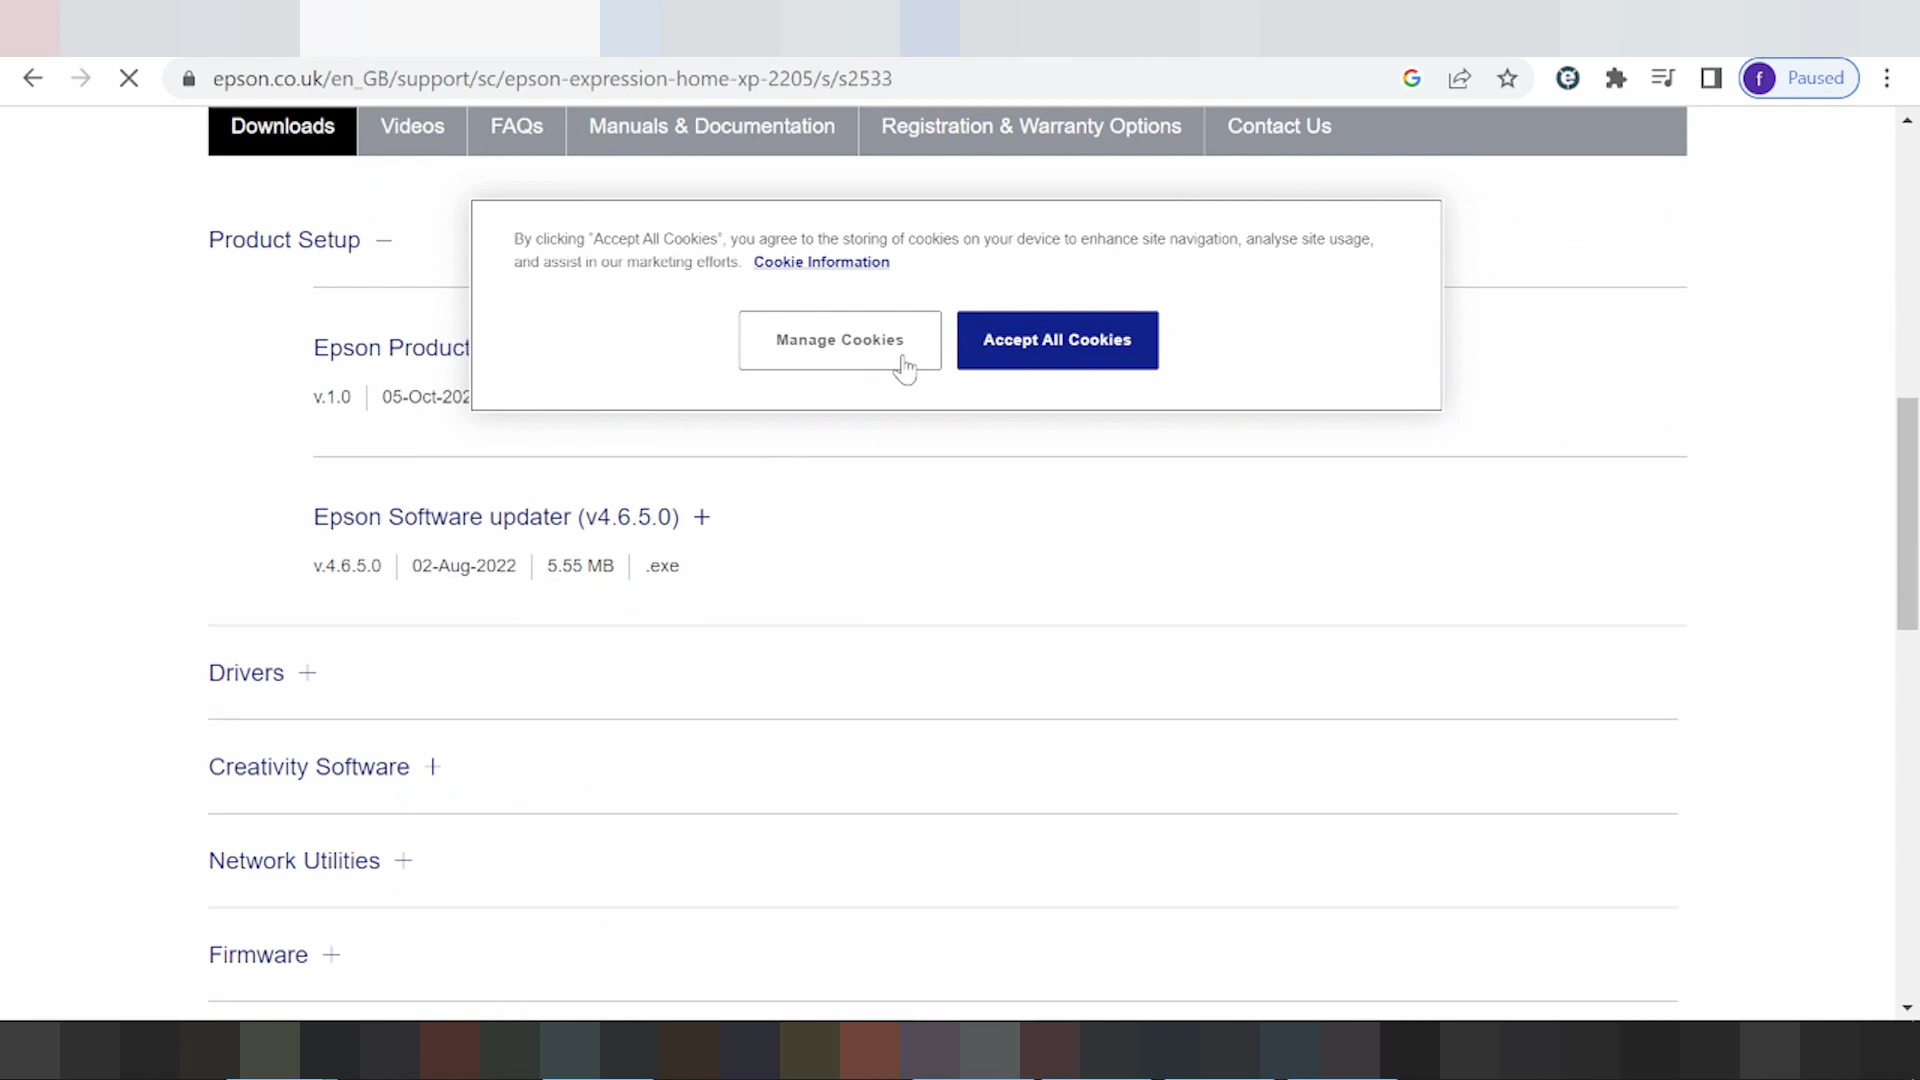 epson.co.uk/en_GB/support/sc/epson-expression-home-xp-2205/s/s2533
f Paused
Downloads Videos FAQs Manuals & Documentation Registration & Warranty Options Contact Us
Product Setup —
By clicking "Accept All Cookies", you agree to the storing of cookies on your device to enhance site navigation, analyse site usage,
and assist in our marketing efforts. Cookie Information
Manage Cookies Accept All Cookies
Epson Product
v.1.0 05-Oct-202
Epson Software updater (v4.6.5.0) +
v.4.6.5.0 02-Aug-2022 5.55 MB .exe
Drivers +
Creativity Software +
Network Utilities +
Firmware +